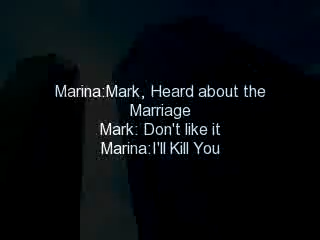 Marina:Mark, Heard about the
Marriage
Mark: Don't like it
Marina:I'll Kill You